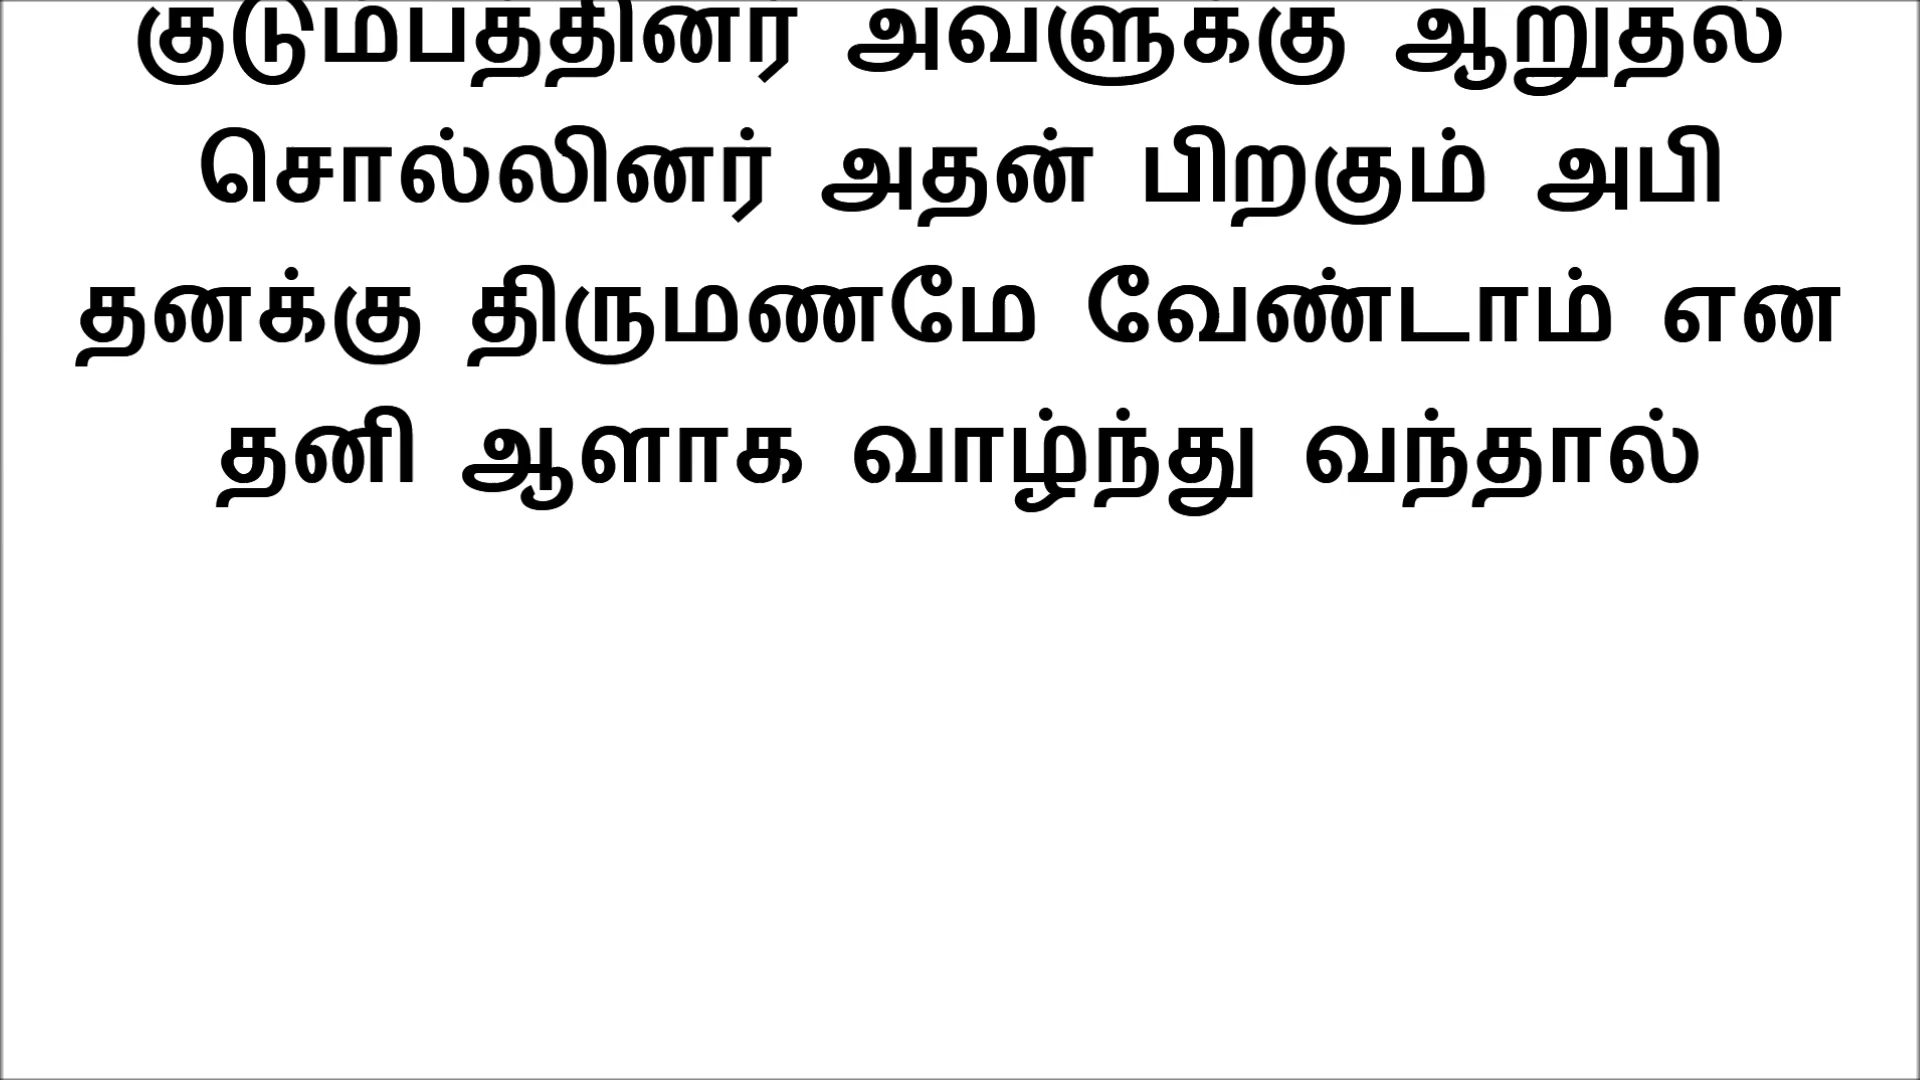 குடும்பத்தினர் அவளுக்கு ஆறுதல்
சொல்லினர் அதன் பிறகும் அபி
தனக்கு திருமணமே வேண்டாம் என
தனி ஆளாக வாழ்ந்து வந்தால்